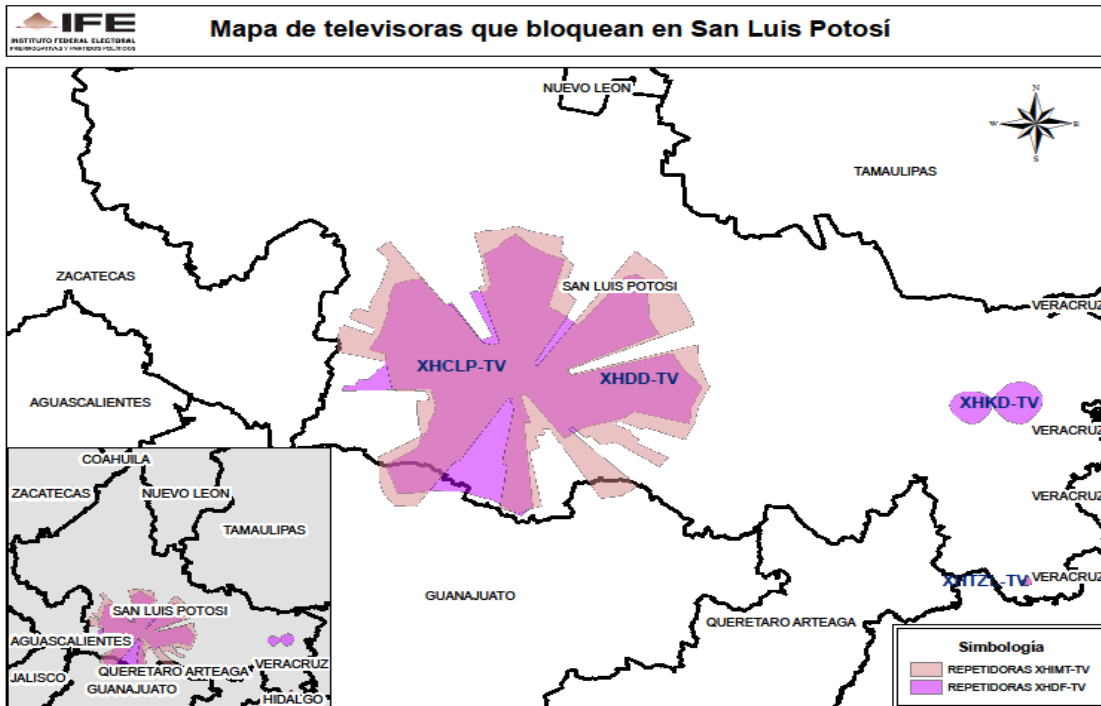 IFE
INSTITUTO FEDERAL ELECTORAL
PRERROGATIVAS Y PARTIDOS POLÍTICOS
Mapa de televisoras que bloquean en San Luis Potosí
NUEVO LEON
N
W E
S
TAMAULIPAS
ZACATECAS
SAN LUIS POTOSI
VERACRUZ
XHCLP-TV
XHDD-TV
AGUASCALIENTES
XHKD-TV
VERACRUZ
COAHUILA
ZACATECAS
NUEVO LEON
VERACRUZ
TAMAULIPAS
XHTZL-TV
VERACRUZ
GUANAJUATO
SAN LUIS POTOSI
QUERETARO ARTEAGA
AGUASCALIENTES
VERACRUZ
JALISCO
QUERETARO ARTEAGA
GUANAJUATO
HIDALGO
Simbología
REPETIDORAS XHIMT-TV
REPETIDORAS XHDF-TV